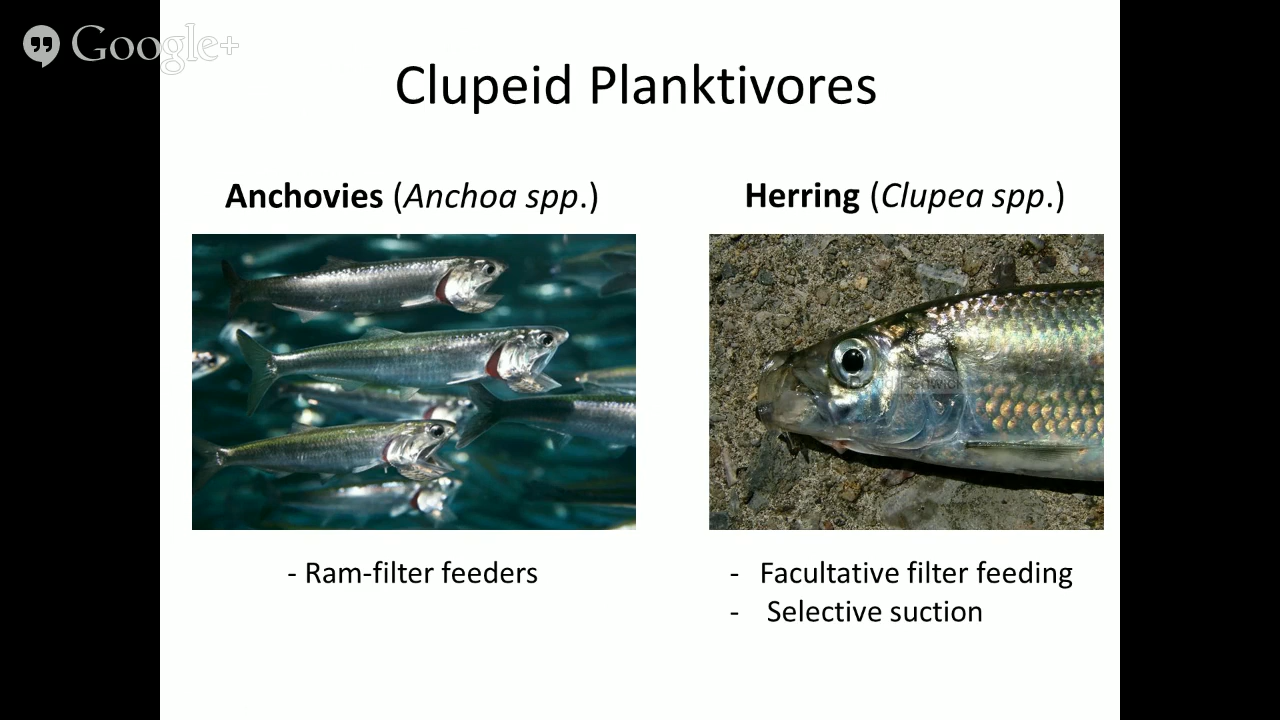 Google+
Clupeid Planktivores
Anchovies (Anchoa spp.)
Herring (Clupea spp.)
- Ram-filter feeders
- Facultative filter feeding
- Selective suction